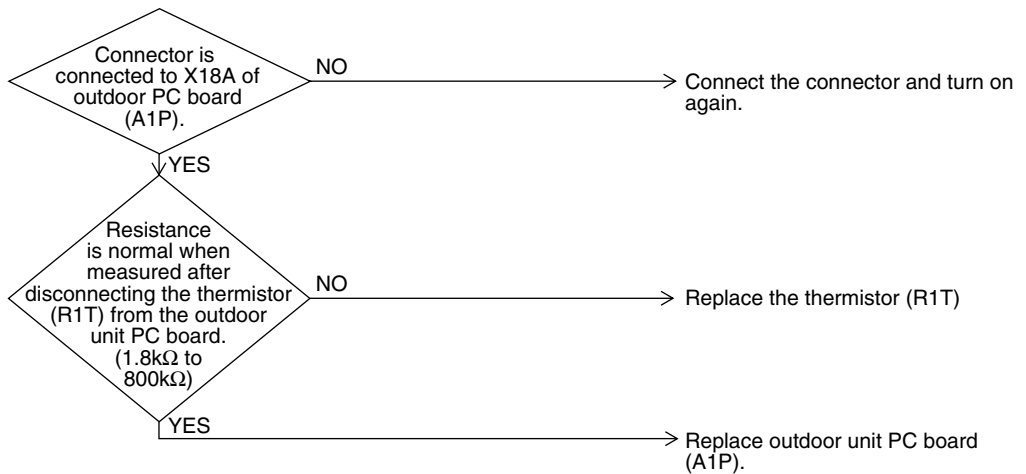 Connector is
connected to X18A of
outdoor PC board
(A1P).
NO
Connect the connector and turn on
again.
YES
Resistance
is normal when
measured after
disconnecting the thermistor
(R1T) from the outdoor
unit PC board.
(1.8kΩ to
800kΩ)
NO
Replace the thermistor (R1T)
YES
Replace outdoor unit PC board
(A1P).